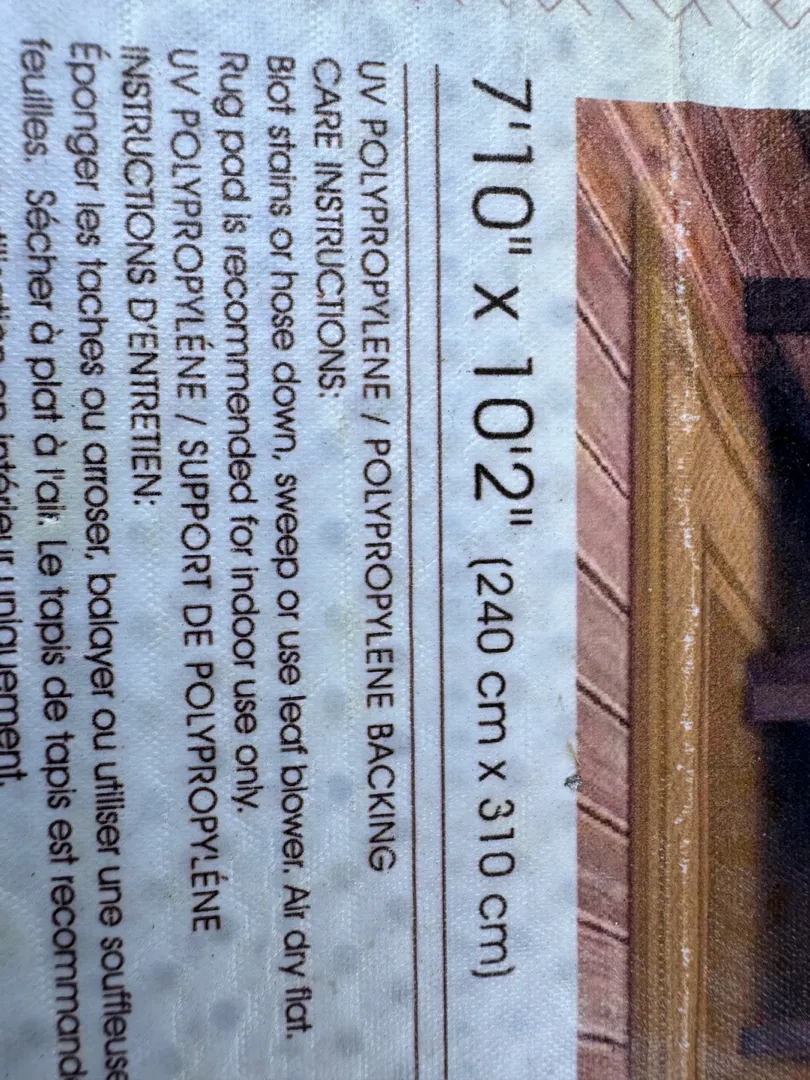 7'10" x 10'2" (240 cm x 310 cm)
UV POLYPROPYLENE / POLYPROPYLENE BACKING
CARE INSTRUCTIONS:
Blot stains or hose down, sweep or use leaf blower. Air dry flat.
Rug pad is recommended for indoor use only.
UV POLYPROPYLÉNE / SUPPORT DE POLYPROPYLÉNE
INSTRUCTIONS D'ENTRETIEN:
Éponger les taches ou arroser, balayer ou utiliser une souffleuse
feuilles. Sécher à plat à l'air. Le tapis de tapis est recommand
en intérieur uniquement.